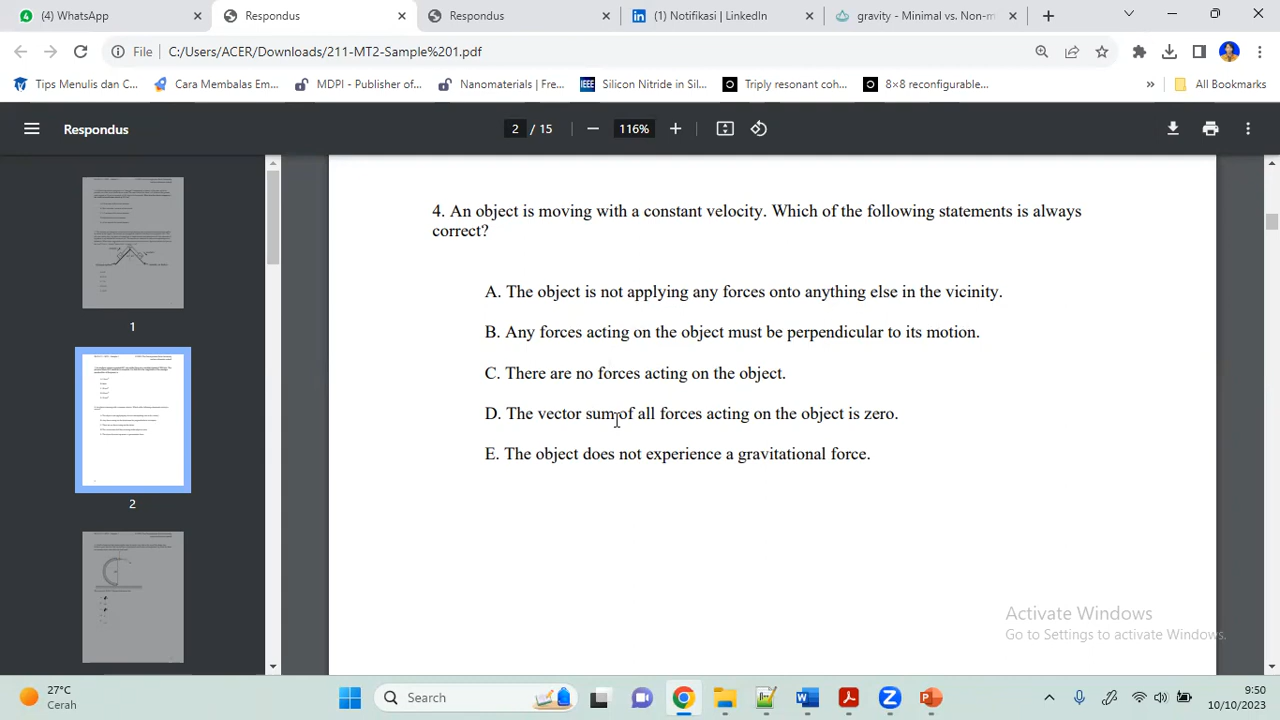 (4) WhatsApp
Respondus
Respondus
(1) Notifikasi | LinkedIn
gravity - Minimal vs. Non-m
File
C:/Users/ACER/Downloads/211-MT2-Sample%201.pdf
Tips Menulis dan C...
Cara Membalas Em...
MDPI - Publisher of...
Nanomaterials | Fre...
IEEE
Silicon Nitride in Sil...
Triply resonant coh...
8×8 reconfigurable...
»
All Bookmarks
Respondus
2 / 15
116%
4. An object is moving with a constant velocity. Which of the following statements is always
correct?
A. The object is not applying any forces onto anything else in the vicinity.
B. Any forces acting on the object must be perpendicular to its motion.
C. There are no forces acting on the object.
D. The vector sum of all forces acting on the object is zero.
E. The object does not experience a gravitational force.
1
2
Activate Windows
Go to Settings to activate Windows.
27°C
Cerah
Search
9:50
10/10/2023